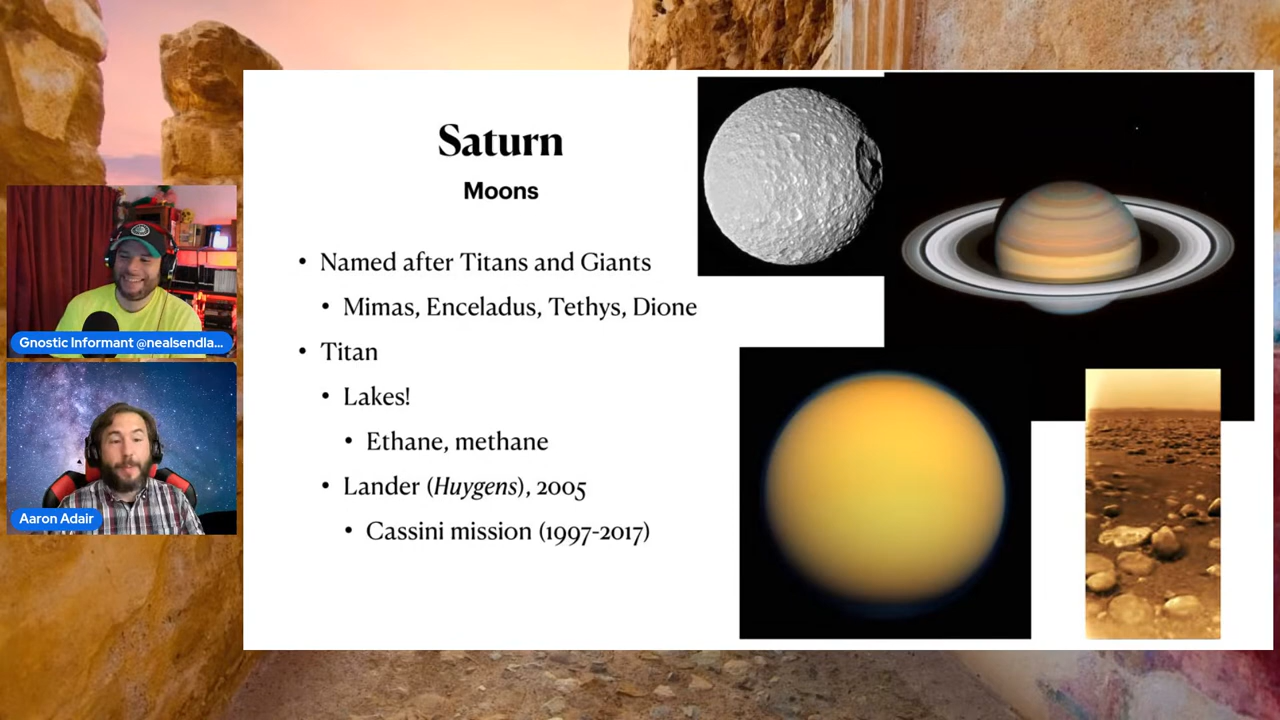 Saturn
Moons
• Named after Titans and Giants
• Mimas, Enceladus, Tethys, Dione
• Titan
• Lakes!
• Ethane, methane
• Lander (Huygens), 2005
• Cassini mission (1997-2017)
Gnostic Informant @nealsendla...
Aaron Adair